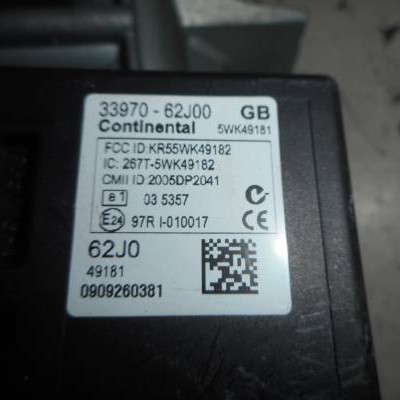 33970 - 62J00 GB
Continental 5WK49181
FCC ID:KR55WK49182
IC: 267T-5WK49182
CMII ID:2005DP2041
e1 03 5357
E24 97R I-010017 CE
62J0
49181
0909260381